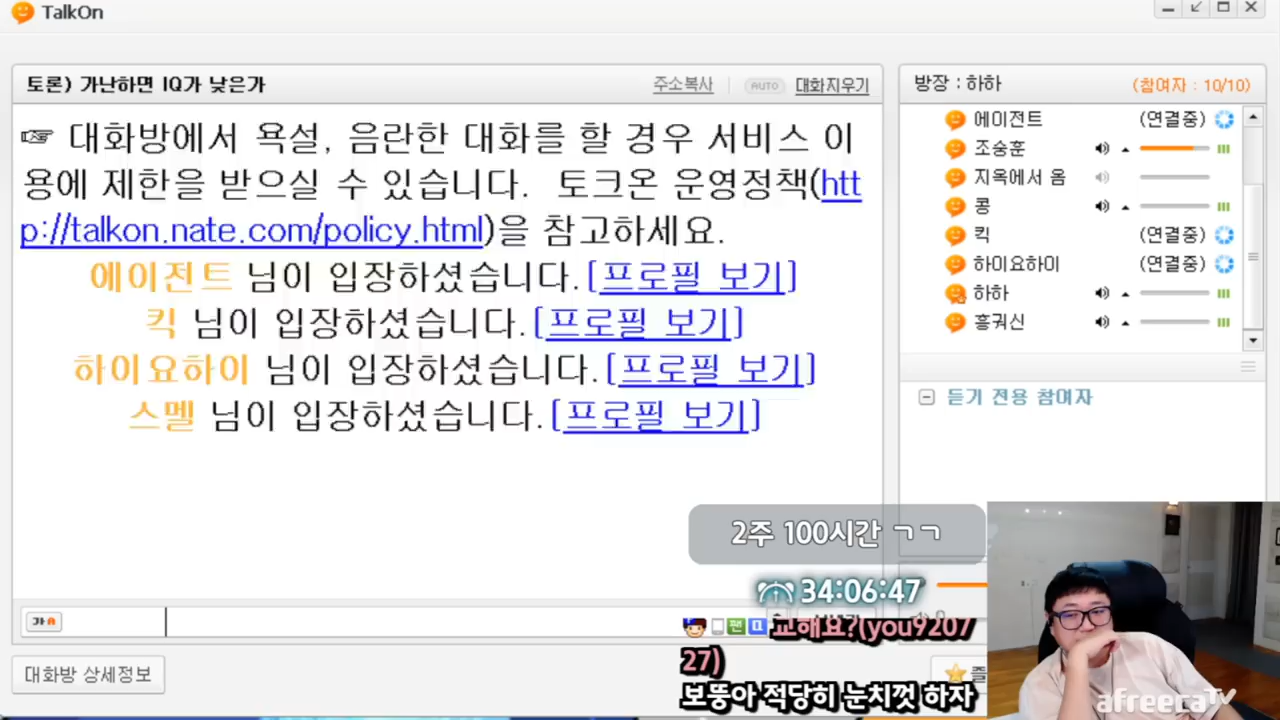 TalkOn
토론) 가난하면 IQ가 낮은가
주소복사
AUTO
대화지우기
☞ 대화방에서 욕설, 음란한 대화를 할 경우 서비스 이
용에 제한을 받으실 수 있습니다. 토크온 운영정책(htt
p://talkon.nate.com/policy.html)을 참고하세요.
에이전트 님이 입장하셨습니다.[프로필 보기]
킥 님이 입장하셨습니다.[프로필 보기]
하이요하이 님이 입장하셨습니다.[프로필 보기]
스멜 님이 입장하셨습니다.[프로필 보기]
가
대화방 상세정보
방장 : 하하
(참여자 : 10/10)
에이전트 (연결중)
조숭훈
지옥에서 옴
콩
킥 (연결중)
하이요하이 (연결중)
하하
흥궈신
듣기 전용 참여자
2주 100시간 ㄱㄱ
34:06:47
팬
교해요?(you9207
27)
보뚱아 적당히 눈치껏 하자
afreecaTV